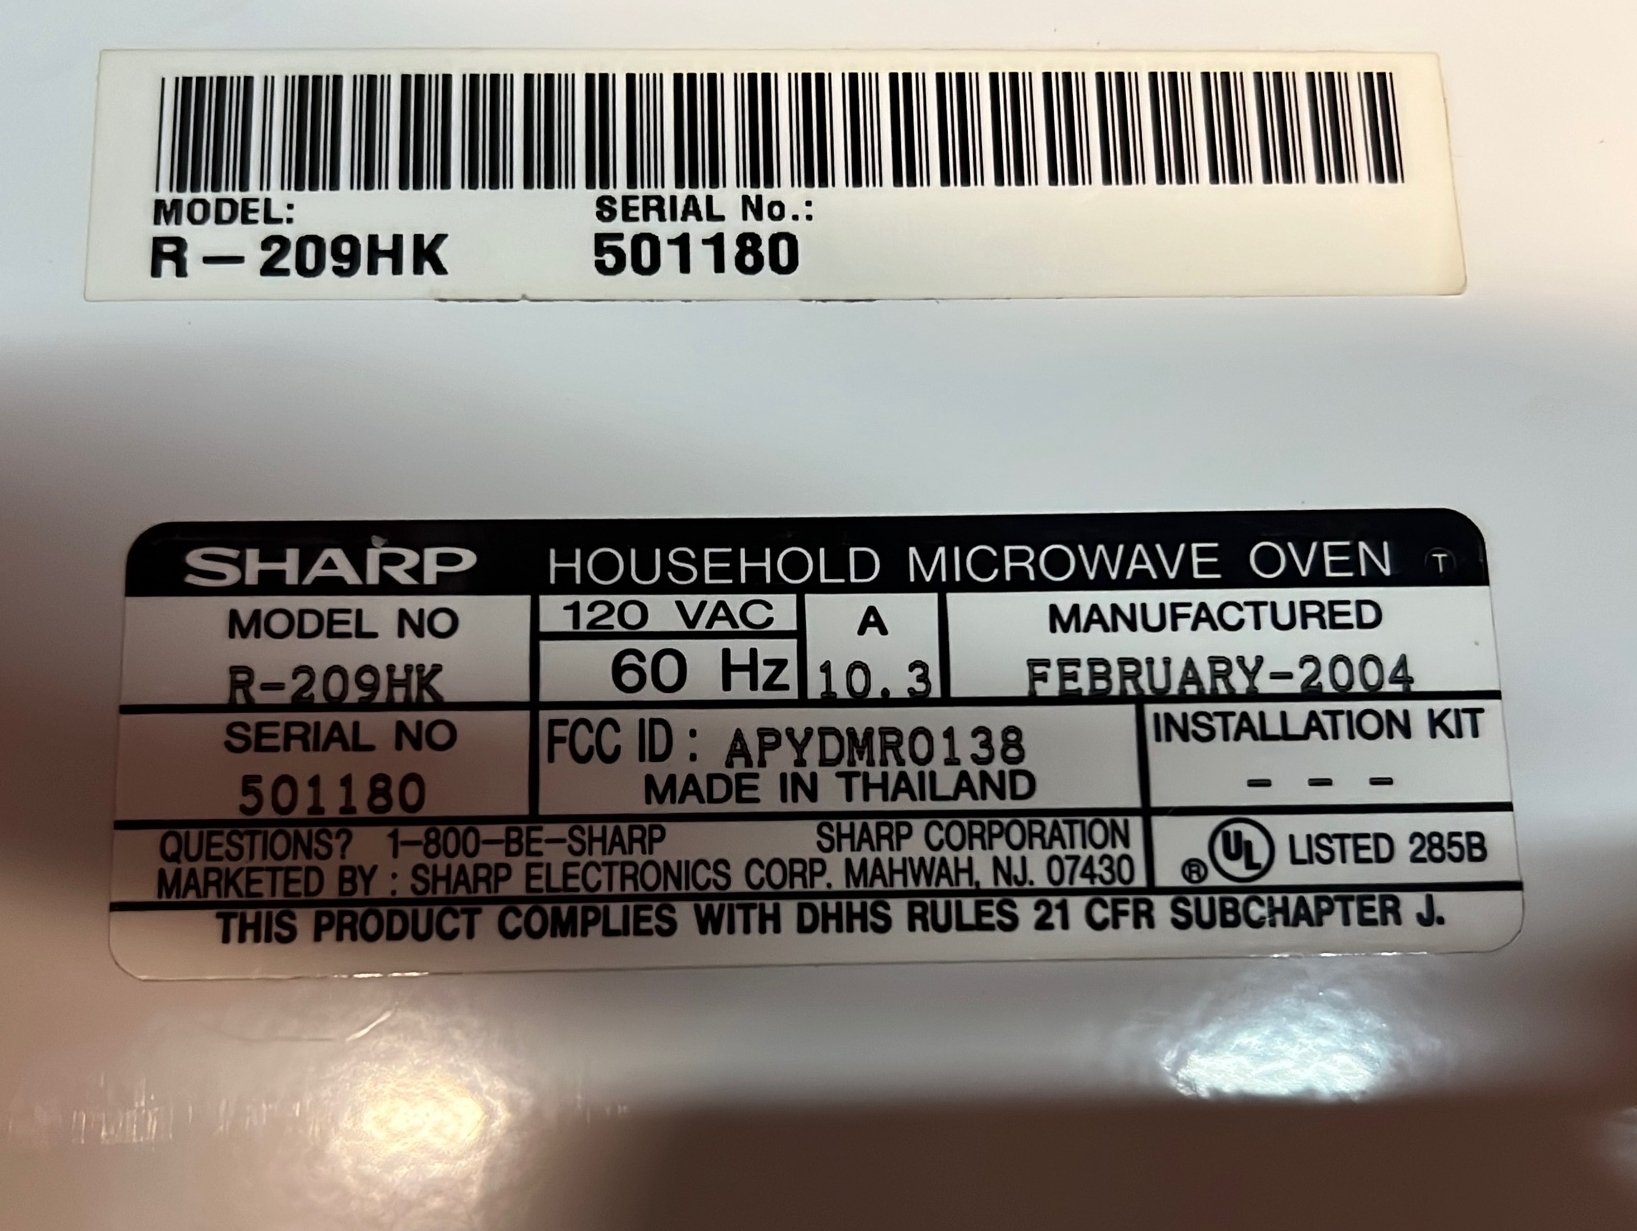 MODEL: SERIAL No.:
R-209HK 501180
SHARP HOUSEHOLD MICROWAVE OVEN T
MODEL NO 120 VAC A MANUFACTURED
R-209HK 60 Hz 10.3 FEBRUARY-2004
SERIAL NO FCC ID: APYDMR0138 INSTALLATION KIT
501180 MADE IN THAILAND - - -
QUESTIONS? 1-800-BE-SHARP SHARP CORPORATION ® UL LISTED 285B
MARKETED BY : SHARP ELECTRONICS CORP. MAHWAH, NJ. 07430
THIS PRODUCT COMPLIES WITH DHHS RULES 21 CFR SUBCHAPTER J.